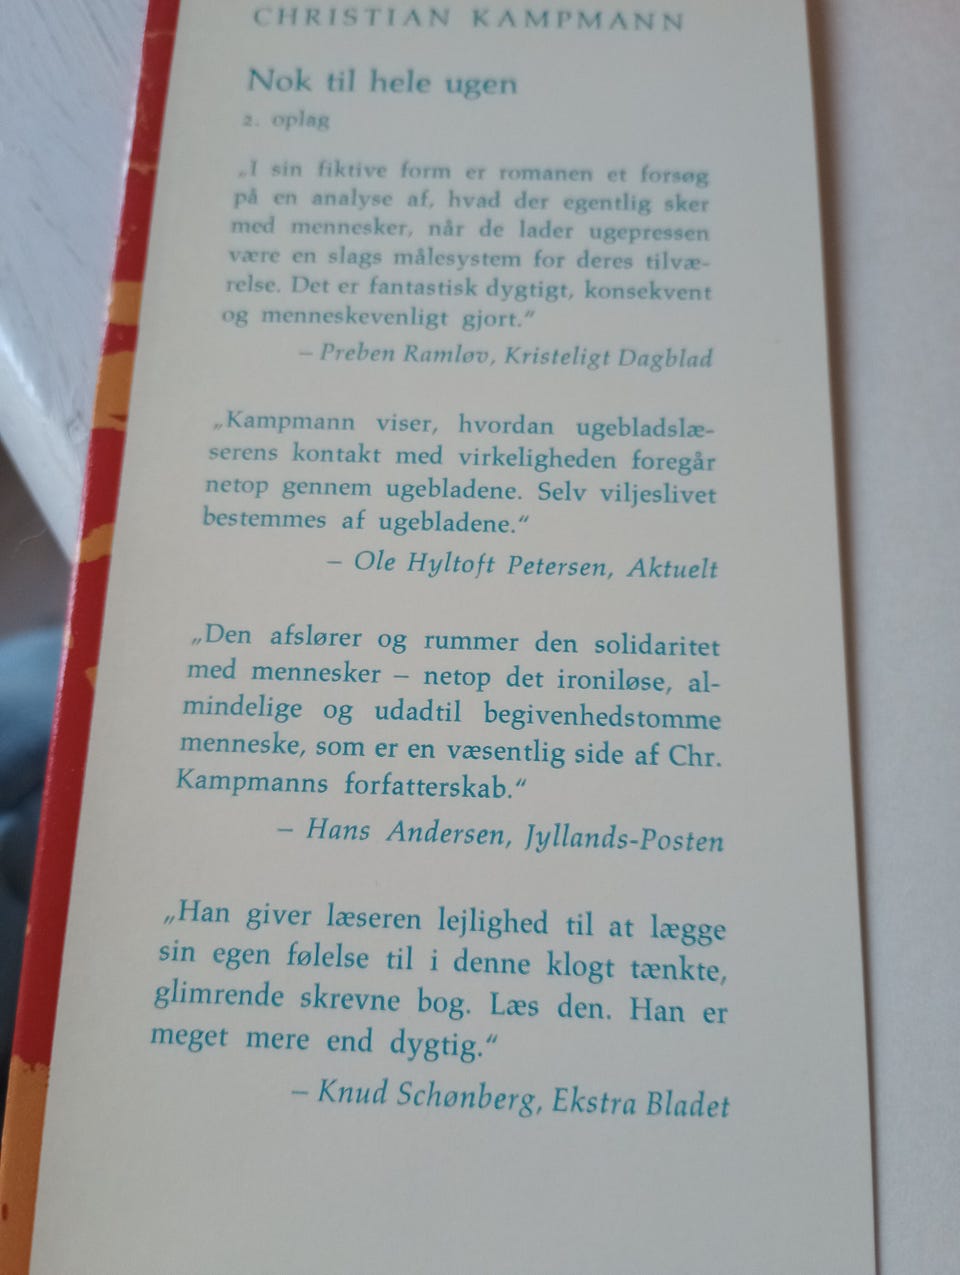 CHRISTIAN KAMPMANN
Nok til hele ugen
2. oplag
„I sin fiktive form er romanen et forsøg
på en analyse af, hvad der egentlig sker
med mennesker, når de lader ugepressen
være en slags målesystem for deres tilvæ-
relse. Det er fantastisk dygtigt, konsekvent
og menneskevenligt gjort.“
– Preben Ramløv, Kristeligt Dagblad
„Kampmann viser, hvordan ugebladslæ-
serens kontakt med virkeligheden foregår
netop gennem ugebladene. Selv viljeslivet
bestemmes af ugebladene.“
– Ole Hyltoft Petersen, Aktuelt
„Den afslører og rummer den solidaritet
med mennesker – netop det ironiløse, al-
mindelige og udadtil begivenhedstomme
menneske, som er en væsentlig side af Chr.
Kampmanns forfatterskab.“
– Hans Andersen, Jyllands-Posten
„Han giver læseren lejlighed til at lægge
sin egen følelse til i denne klogt tænkte,
glimrende skrevne bog. Læs den. Han er
meget mere end dygtig.“
– Knud Schønberg, Ekstra Bladet